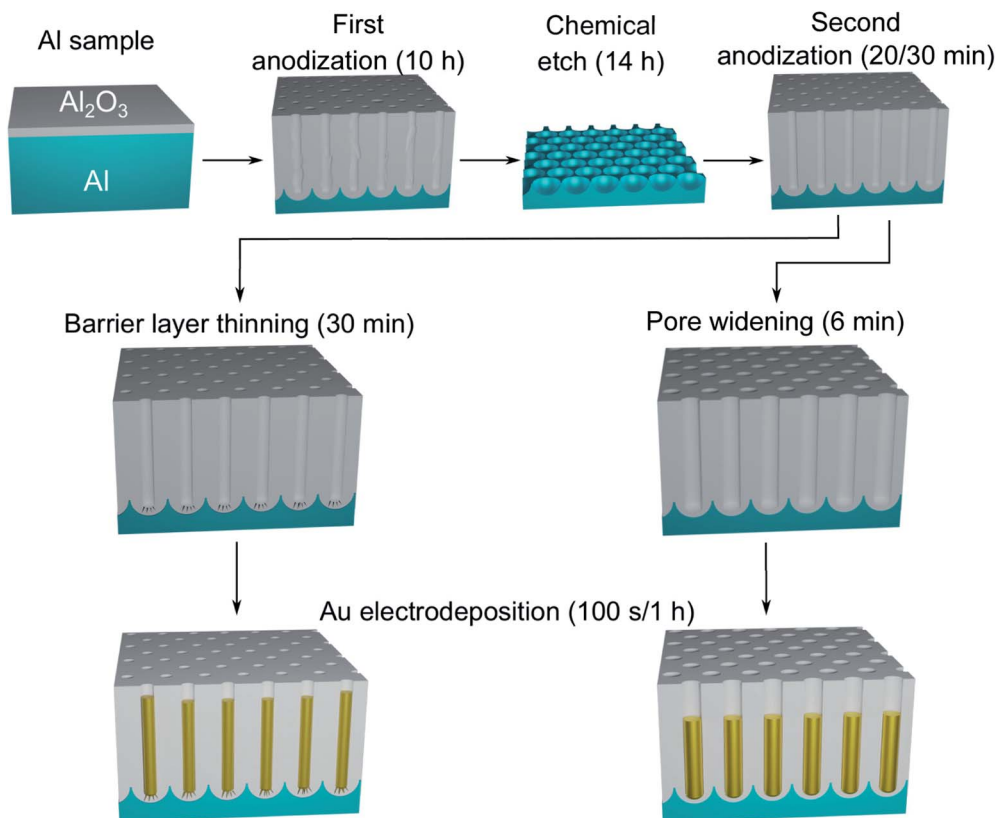 Al sample
Al₂O₃
Al
First
anodization (10 h)
Chemical
etch (14 h)
Second
anodization (20/30 min)
Barrier layer thinning (30 min)
Pore widening (6 min)
Au electrodeposition (100 s/1 h)